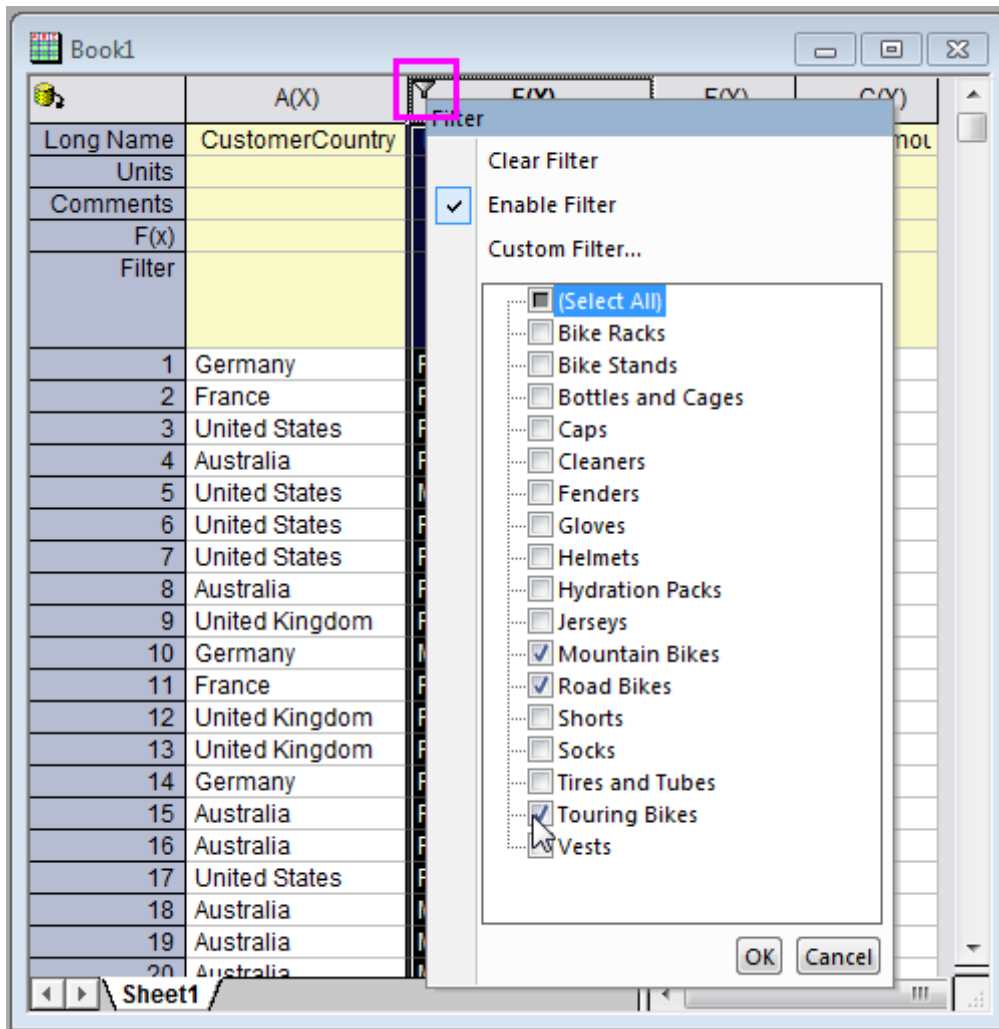 Book1
A(X)
Filter
Long Name CustomerCountry
Units
Comments
F(x)
Filter
Clear Filter
Enable Filter
Custom Filter...
(Select All)
Bike Racks
Bike Stands
Bottles and Cages
Caps
Cleaners
Fenders
Gloves
Helmets
Hydration Packs
Jerseys
Mountain Bikes
Road Bikes
Shorts
Socks
Tires and Tubes
Touring Bikes
Vests
OK Cancel
1 Germany
2 France
3 United States
4 Australia
5 United States
6 United States
7 United States
8 Australia
9 United Kingdom
10 Germany
11 France
12 United Kingdom
13 United Kingdom
14 Germany
15 Australia
16 Australia
17 United States
18 Australia
19 Australia
20 Australia
Sheet1